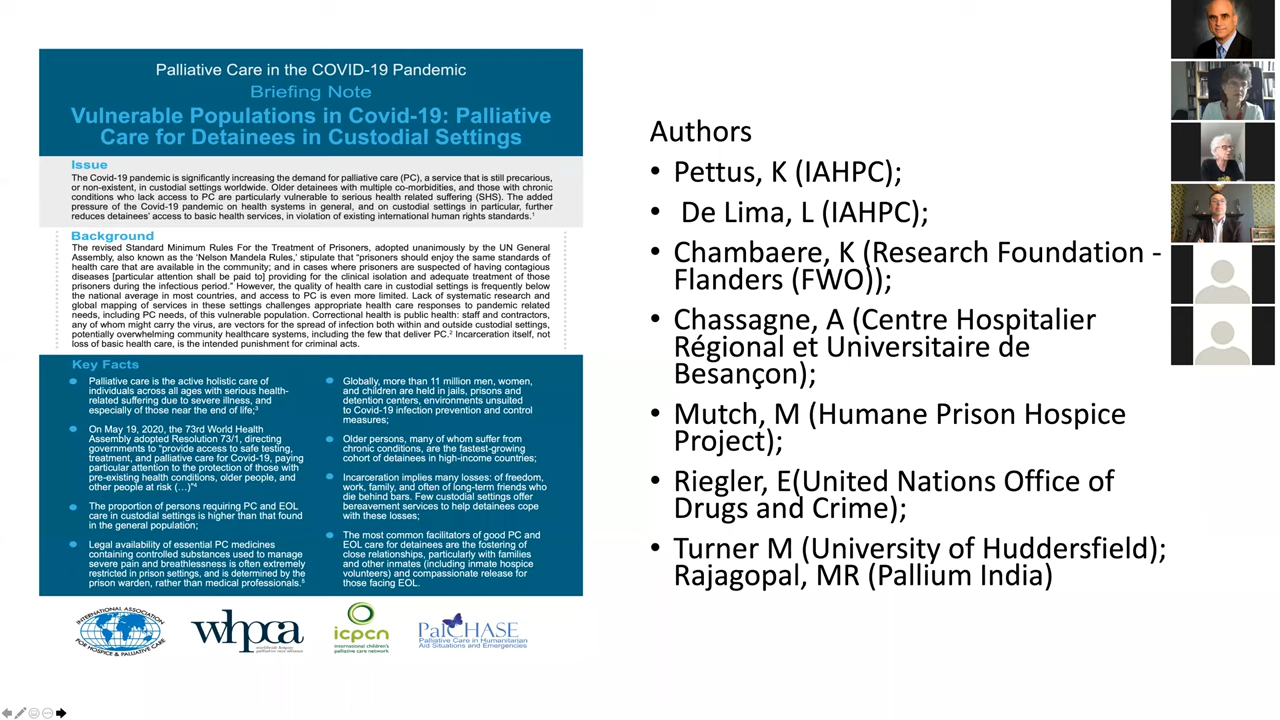 Palliative Care in the COVID-19 Pandemic
Briefing Note
Vulnerable Populations in Covid-19: Palliative
Care for Detainees in Custodial Settings
Issue
The Covid-19 pandemic is significantly increasing the demand for palliative care (PC), a service that is still precarious,
or non-existent, in custodial settings worldwide. Older detainees with multiple co-morbidities, and those with chronic
conditions who lack access to PC are particularly vulnerable to serious health related suffering (SHS). The added
pressure of the Covid-19 pandemic on health systems in general, and on custodial settings in particular, further
reduces detainees' access to basic health services, in violation of existing international human rights standards.1
Background
The revised Standard Minimum Rules For the Treatment of Prisoners, adopted unanimously by the UN General
Assembly, also known as the 'Nelson Mandela Rules,' stipulate that "prisoners should enjoy the same standards of
health care that are available in the community; and in cases where prisoners are suspected of having contagious
diseases [particular attention shall be paid to] providing for the clinical isolation and adequate treatment of those
prisoners during the infectious period." However, the quality of health care in custodial settings is frequently below
the national average in most countries, and access to PC is even more limited. Lack of systematic research and
global mapping of services in these settings challenges appropriate health care responses to pandemic related
needs, including PC needs, of this vulnerable population. Correctional health is public health: staff and contractors,
any of whom might carry the virus, are vectors for the spread of infection both within and outside custodial settings,
potentially overwhelming community healthcare systems, including the few that deliver PC.2 Incarceration itself, not
loss of basic health care, is the intended punishment for criminal acts.
Key Facts
Palliative care is the active holistic care of
individuals across all ages with serious health-
related suffering due to severe illness, and
especially of those near the end of life;3
On May 19, 2020, the 73rd World Health
Assembly adopted Resolution 73/1, directing
governments to "provide access to safe testing,
treatment, and palliative care for Covid-19, paying
particular attention to the protection of those with
pre-existing health conditions, older people, and
other people at risk (…)"4
The proportion of persons requiring PC and EOL
care in custodial settings is higher than that found
in the general population;
Legal availability of essential PC medicines
containing controlled substances used to manage
severe pain and breathlessness is often extremely
restricted in prison settings, and is determined by the
prison warden, rather than medical professionals.5
Globally, more than 11 million men, women,
and children are held in jails, prisons and
detention centers, environments unsuited
to Covid-19 infection prevention and control
measures;
Older persons, many of whom suffer from
chronic conditions, are the fastest-growing
cohort of detainees in high-income countries;
Incarceration implies many losses: of freedom,
work, family, and often of long-term friends who
die behind bars. Few custodial settings offer
bereavement services to help detainees cope
with these losses;
The most common facilitators of good PC and
EOL care for detainees are the fostering of
close relationships, particularly with families
and other inmates (including inmate hospice
volunteers) and compassionate release for
those facing EOL.
INTERNATIONAL ASSOCIATION
FOR HOSPICE & PALLIATIVE CARE
whpca
worldwide hospice
palliative care alliance
icpcn
international children's
palliative care network
PalCHASE
Palliative Care in Humanitarian
Aid Situations and Emergencies
Authors
• Pettus, K (IAHPC);
• De Lima, L (IAHPC);
• Chambaere, K (Research Foundation -
Flanders (FWO));
• Chassagne, A (Centre Hospitalier
Régional et Universitaire de
Besançon);
• Mutch, M (Humane Prison Hospice
Project);
• Riegler, E(United Nations Office of
Drugs and Crime);
• Turner M (University of Huddersfield);
Rajagopal, MR (Pallium India)